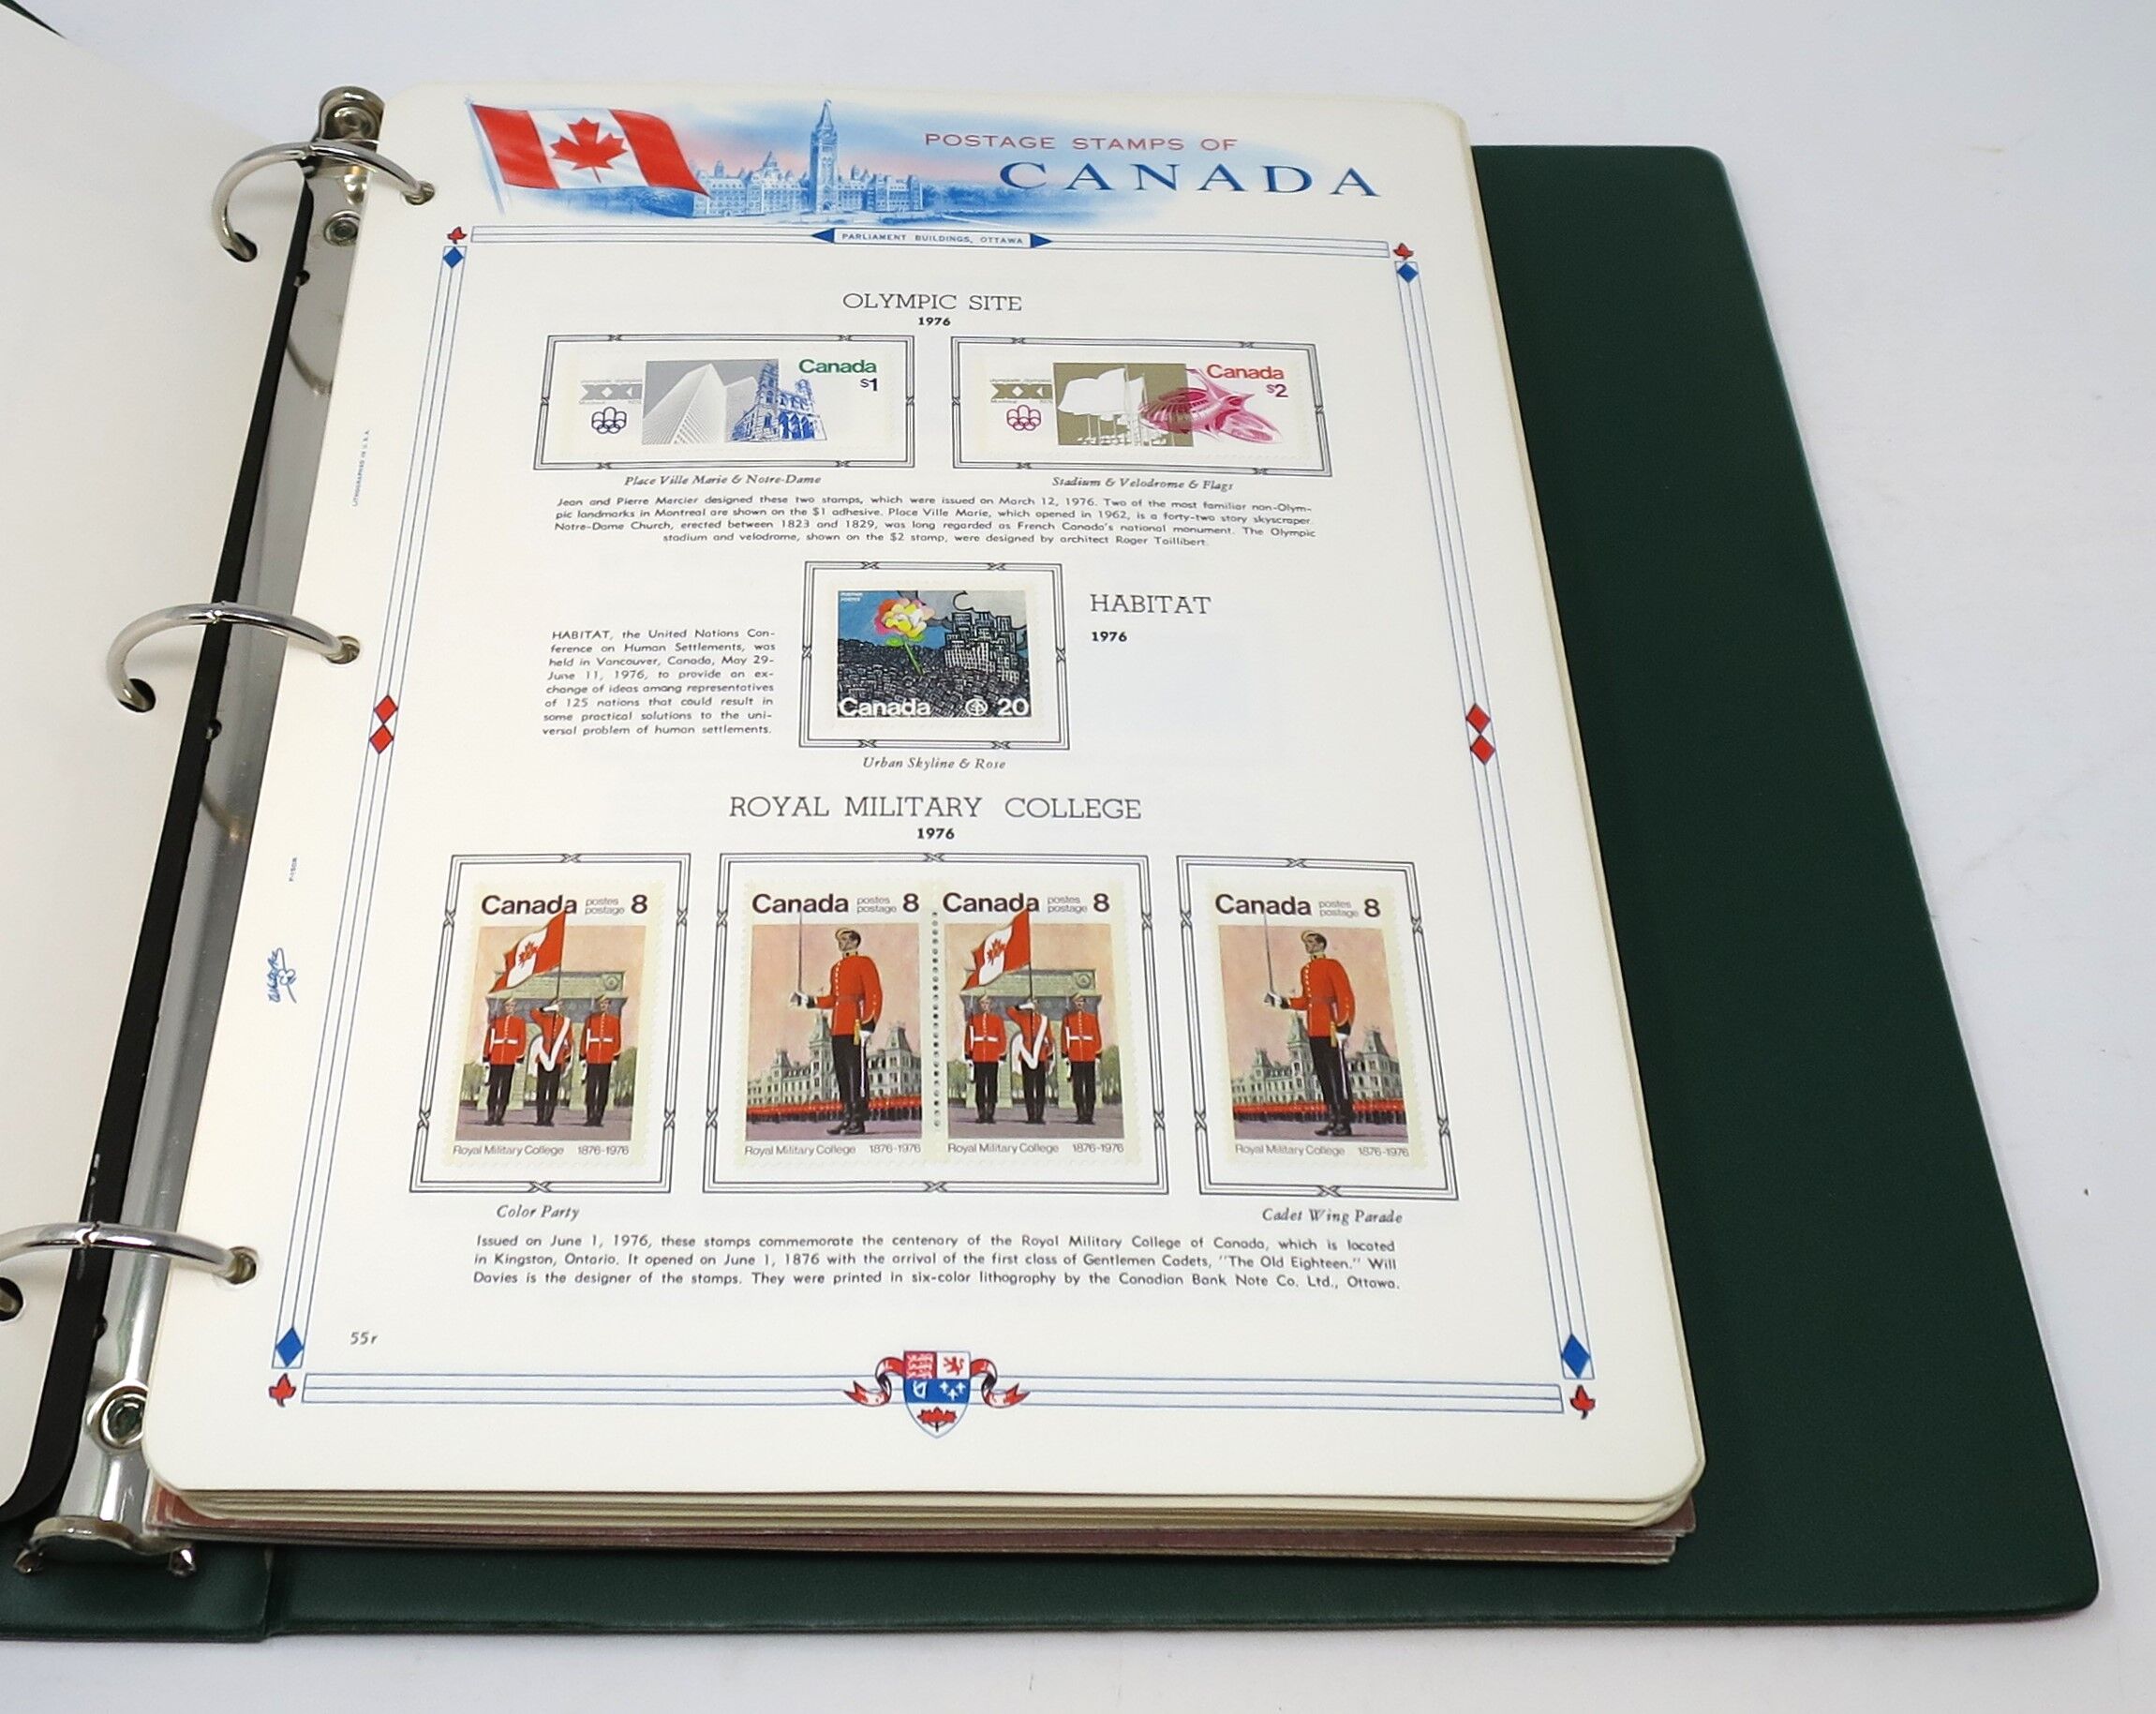 POSTAGE STAMPS OF
CANADA
PARLIAMENT BUILDINGS, OTTAWA
OLYMPIC SITE
1976
Canada
$1
Canada
$2
Place Ville Marie & Notre-Dame
Stadium & Velodrome & Flags
Jean and Pierre Mercier designed these two stamps, which were issued on March 12, 1976. Two of the most familiar non-Olym-
pic landmarks in Montreal are shown on the $1 adhesive. Place Ville Marie, which opened in 1962, is a forty-two story skyscraper.
Notre-Dame Church, erected between 1823 and 1829, was long regarded as French Canada's national monument. The Olympic
stadium and velodrome, shown on the $2 stamp, were designed by architect Roger Taillibert.
HABITAT
1976
HABITAT, the United Nations Con-
ference on Human Settlements, was
held in Vancouver, Canada, May 29-
June 11, 1976, to provide an ex-
change of ideas among representatives
of 125 nations that could result in
some practical solutions to the uni-
versal problem of human settlements.
Canada 20
Urban Skyline & Rose
ROYAL MILITARY COLLEGE
1976
Canada postes postage 8
Royal Military College 1876-1976
Canada postes postage 8
Royal Military College 1876-1976
Canada postes postage 8
Royal Military College 1876-1976
Canada postes postage 8
Royal Military College 1876-1976
Color Party
Cadet Wing Parade
Issued on June 1, 1976, these stamps commemorate the centenary of the Royal Military College of Canada, which is located
in Kingston, Ontario. It opened on June 1, 1876 with the arrival of the first class of Gentlemen Cadets, "The Old Eighteen." Will
Davies is the designer of the stamps. They were printed in six-color lithography by the Canadian Bank Note Co. Ltd., Ottawa.
55r
LITHOGRAPHED IN U.S.A.